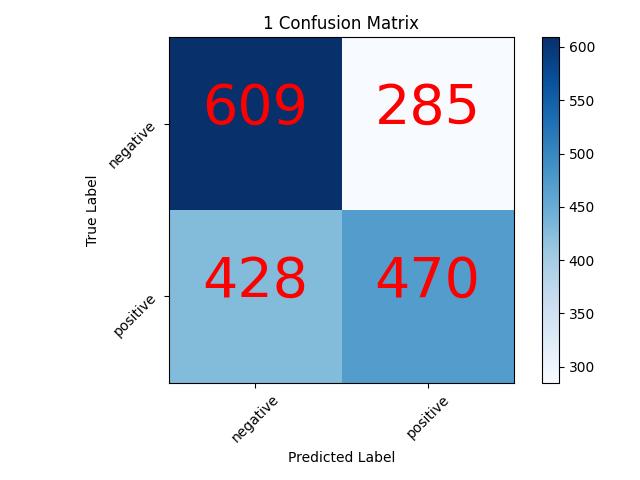 1 Confusion Matrix
609 285
428 470
True Label
negative
positive
negative
positive
Predicted Label
600
550
500
450
400
350
300